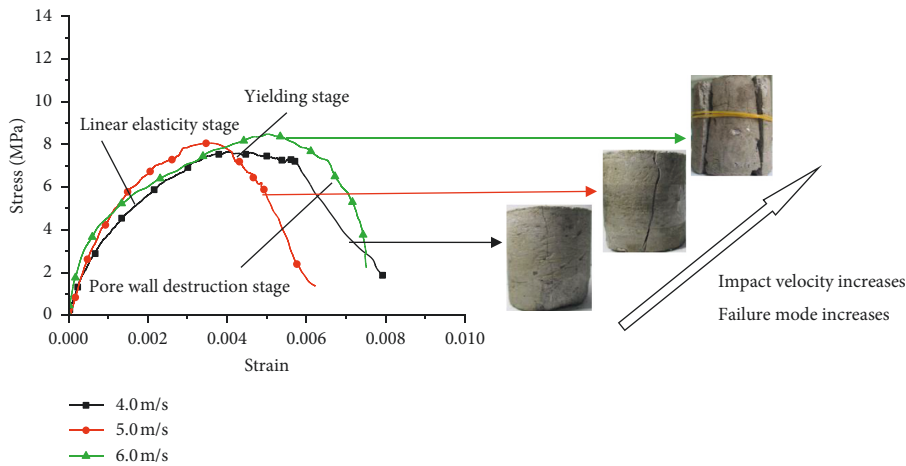 14
12
10
8
6
4
2
0
Stress (MPa)
Yielding stage
Linear elasticity stage
Pore wall destruction stage
0.000
0.002
0.004
0.006
0.008
0.010
Strain
Impact velocity increases
Failure mode increases
4.0 m/s
5.0 m/s
6.0 m/s